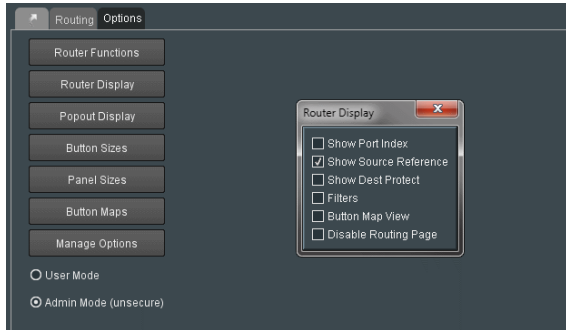 Routing Options
Router Functions
Router Display
Popout Display
Button Sizes
Panel Sizes
Button Maps
Manage Options
User Mode
Admin Mode (unsecure)
Router Display
Show Port Index
Show Source Reference
Show Dest Protect
Filters
Button Map View
Disable Routing Page